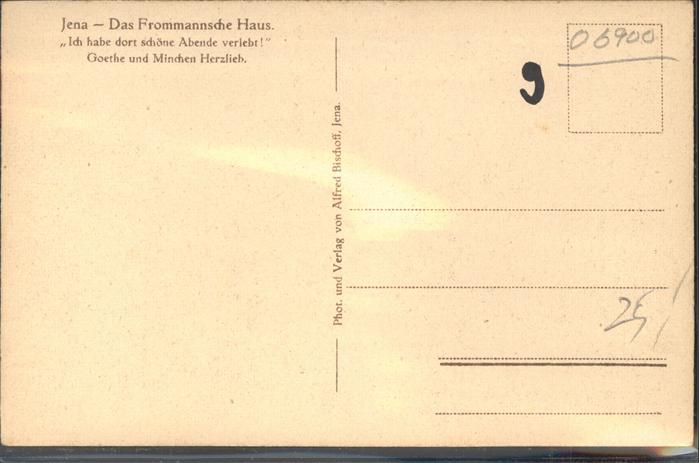 Jena – Das Frommannsche Haus.
„Ich habe dort schöne Abende verlebt!"
Goethe und Minchen Herzlieb.
Phot. und Verlag von Alfred Bischoff, Jena.
06900
9
25,